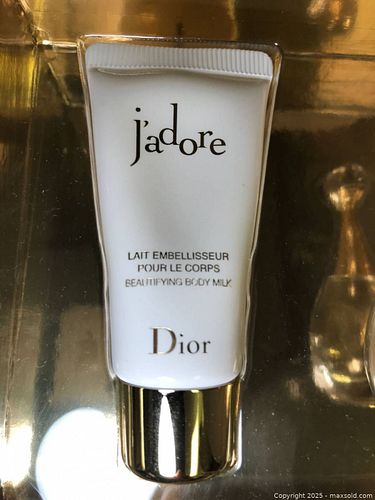 j'adore
LAIT EMBELLISSEUR
POUR LE CORPS
BEAUTIFYING BODY MILK
Dior
Copyright 2025 - maxsold.com